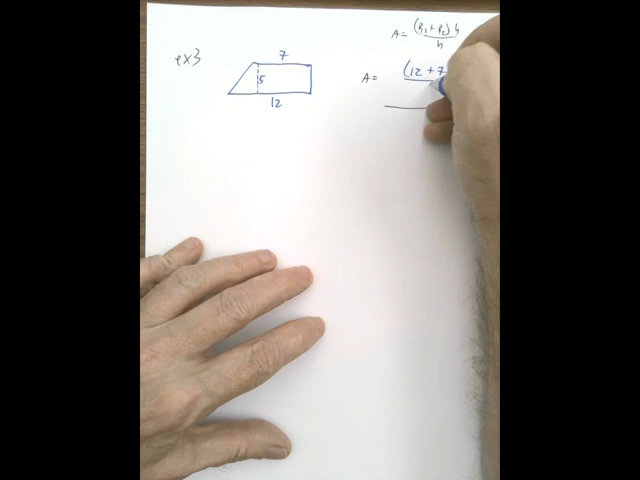 A = (B₁ + B₂) h
h
ex3
7
5
12
A = (12 + 7